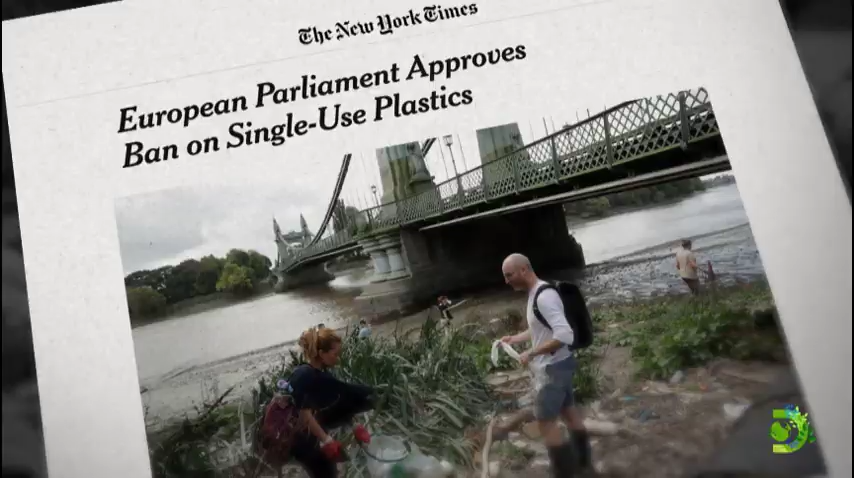 The New York Times
European Parliament Approves
Ban on Single-Use Plastics